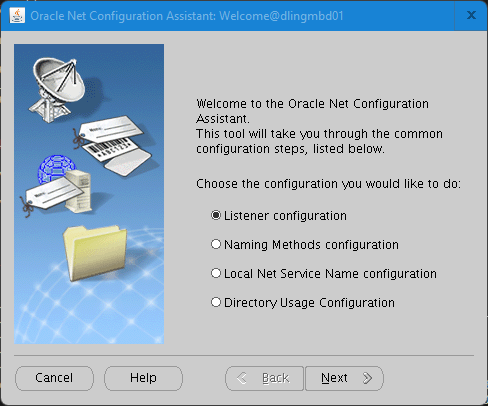 Oracle Net Configuration Assistant: Welcome@dlingmbd01
Welcome to the Oracle Net Configuration
Assistant.
This tool will take you through the common
configuration steps, listed below.
Choose the configuration you would like to do:
Listener configuration
Naming Methods configuration
Local Net Service Name configuration
Directory Usage Configuration
Cancel
Help
Back
Next